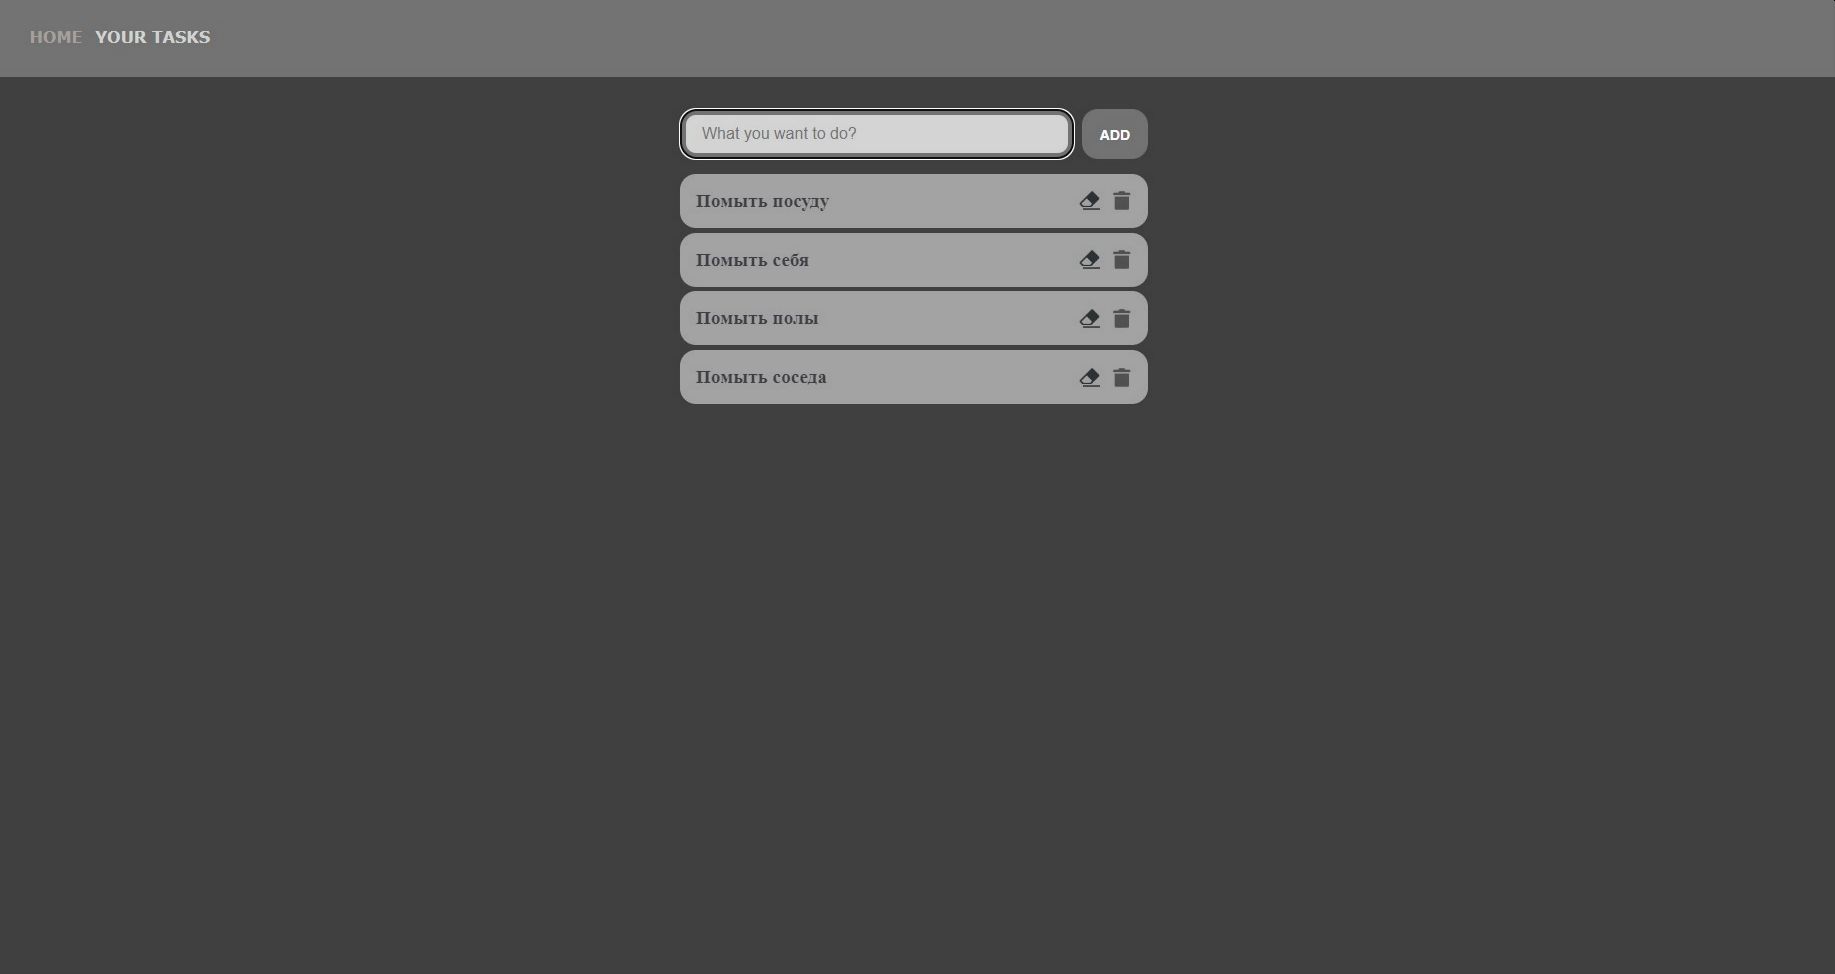 HOME YOUR TASKS
What you want to do? ADD
Помыть посуду
Помыть себя
Помыть полы
Помыть соседа